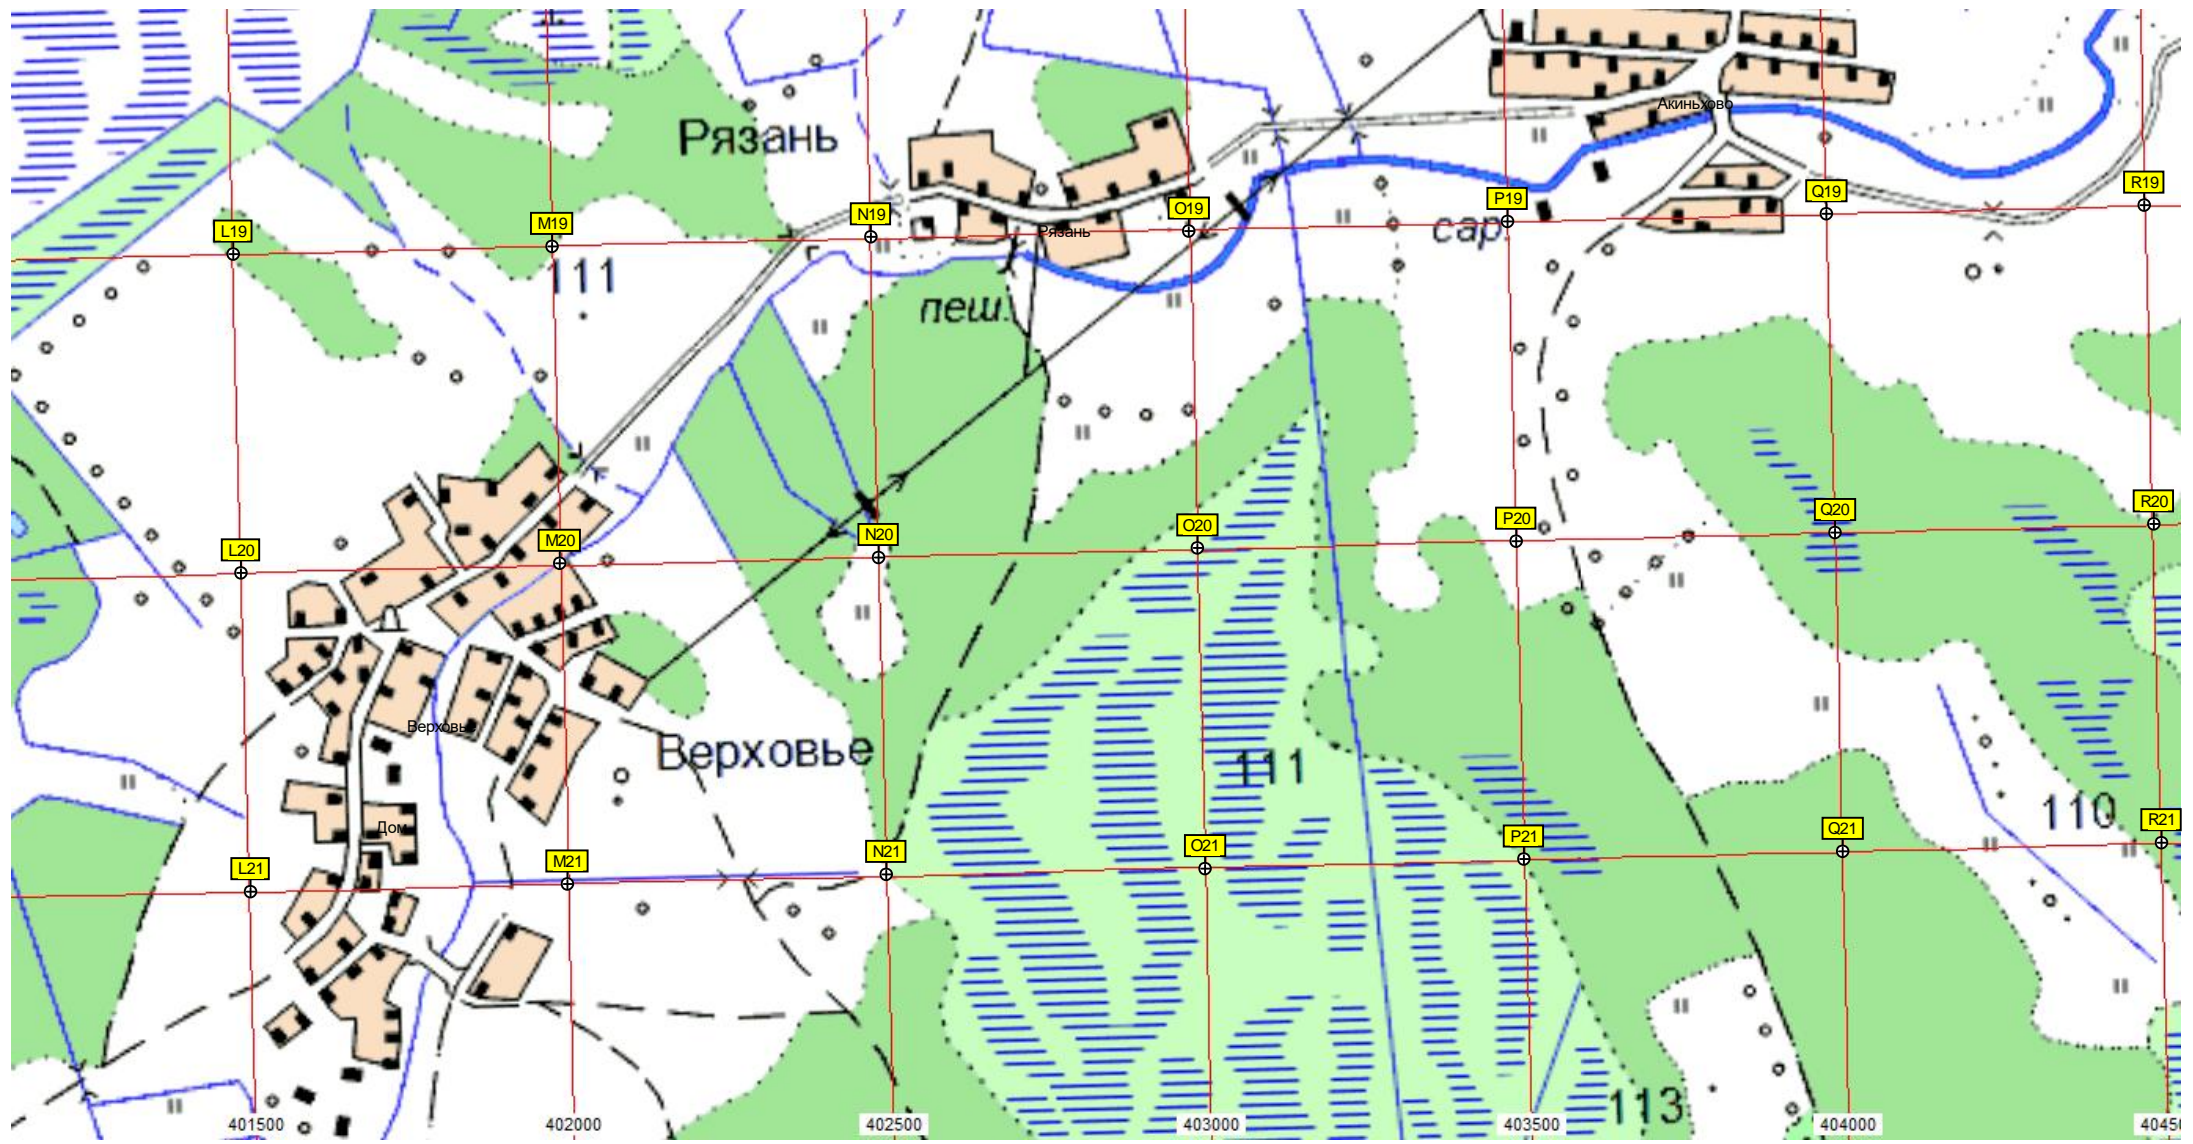 Акиньхово
Рязань
L19
M19
N19
O19
P19
Q19
R19
Рязань
сар
111
пеш.
L20
M20
N20
O20
P20
Q20
R20
Верховье
Верховье
111
110
Дом
L21
M21
N21
O21
P21
Q21
R21
113
401500
402000
402500
403000
403500
404000